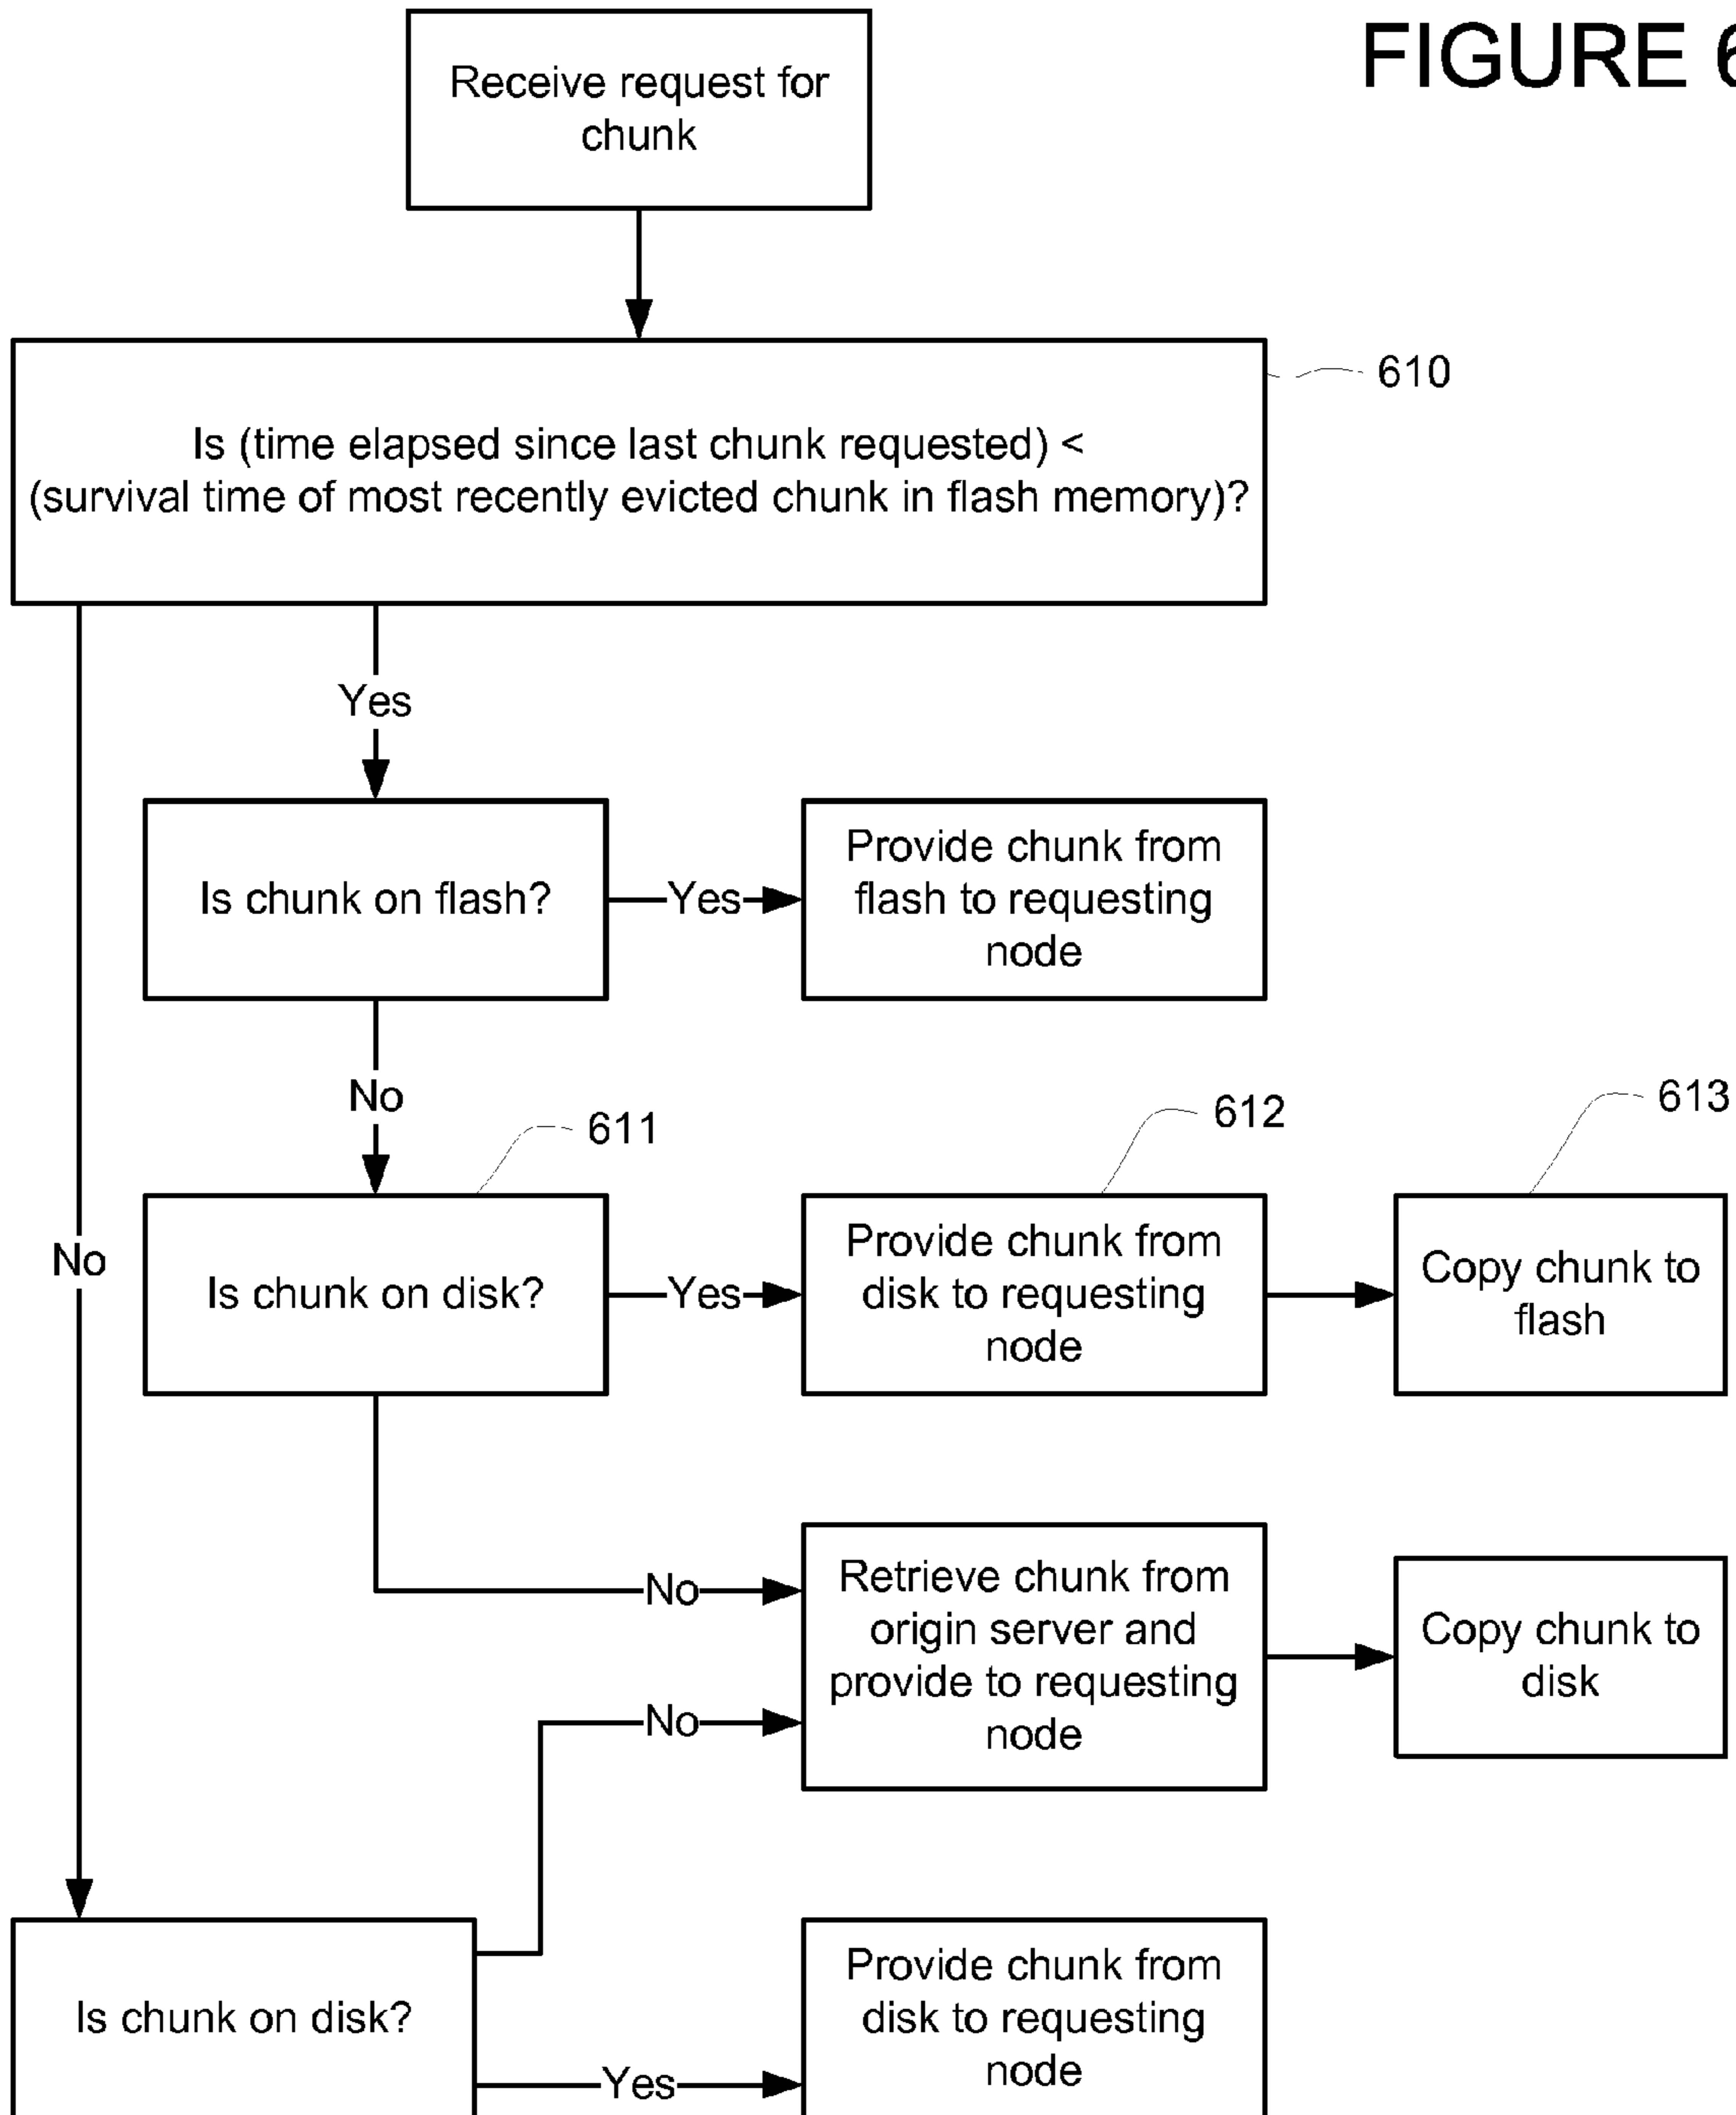 FIGURE 6
Receive request for
chunk
610
Is (time elapsed since last chunk requested) <
(survival time of most recently evicted chunk in flash memory)?
Yes
Is chunk on flash?
Yes
Provide chunk from
flash to requesting
node
No
611
612
613
No
Is chunk on disk?
Yes
Provide chunk from
disk to requesting
node
Copy chunk to
flash
No
Retrieve chunk from
origin server and
provide to requesting
node
Copy chunk to
disk
No
Is chunk on disk?
Yes
Provide chunk from
disk to requesting
node